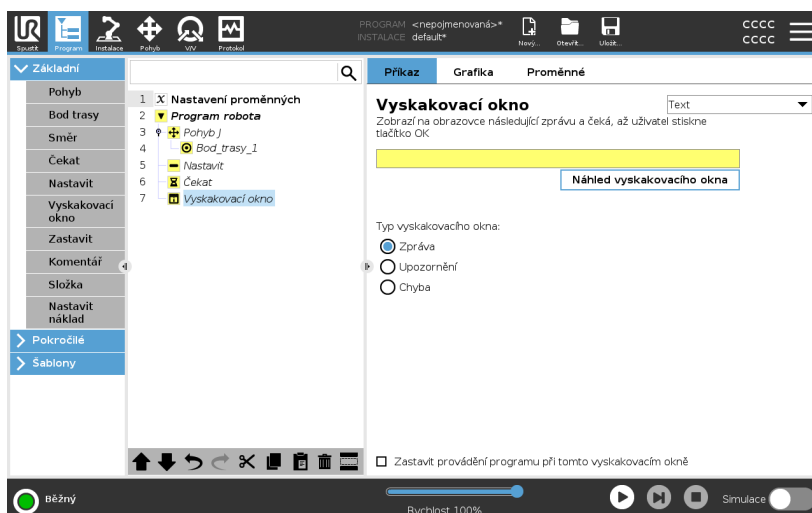 PROGRAM <nepojmenovaná>*
INSTALACE default*
Spustit
Program
Instalace
Pohyb
V/V
Protokol
Nový...
Otevřít...
Uložit...
CCCC
CCCC
Základní
Pohyb
Bod trasy
Směr
Čekat
Nastavit
Vyskakovací
okno
Zastavit
Komentář
Složka
Nastavit
náklad
Pokročilé
Šablony
1 Nastavení proměnných
2 Program robota
3 Pohyb J
4 Bod_trasy_1
5 Nastavit
6 Čekat
7 Vyskakovací okno
Příkaz
Grafika
Proměnné
Vyskakovací okno
Text
Zobrazí na obrazovce následující zprávu a čeká, až uživatel stiskne
tlačítko OK
Náhled vyskakovacího okna
Typ vyskakovacího okna:
Zpráva
Upozornění
Chyba
Zastavit provádění programu při tomto vyskakovacím okně
Běžný
Rychlost 100%
Simulace